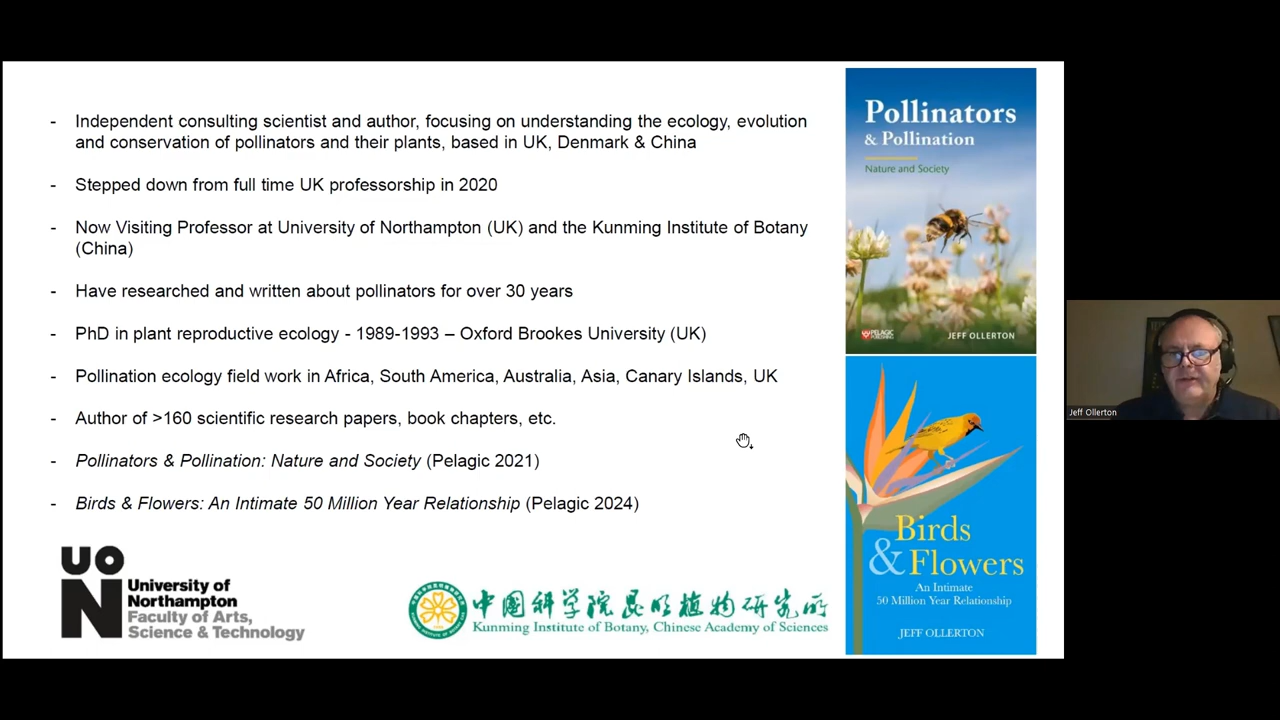 - Independent consulting scientist and author, focusing on understanding the ecology, evolution
and conservation of pollinators and their plants, based in UK, Denmark & China
- Stepped down from full time UK professorship in 2020
- Now Visiting Professor at University of Northampton (UK) and the Kunming Institute of Botany
(China)
- Have researched and written about pollinators for over 30 years
- PhD in plant reproductive ecology - 1989-1993 – Oxford Brookes University (UK)
- Pollination ecology field work in Africa, South America, Australia, Asia, Canary Islands, UK
- Author of >160 scientific research papers, book chapters, etc.
- Pollinators & Pollination: Nature and Society (Pelagic 2021)
- Birds & Flowers: An Intimate 50 Million Year Relationship (Pelagic 2024)
UON
University of
Northampton
Faculty of Arts,
Science & Technology
中国科学院昆明植物研究所
Kunming Institute of Botany, Chinese Academy of Sciences
Pollinators
& Pollination
Nature and Society
PELAGIC
PUBLISHING
JEFF OLLERTON
Birds
& Flowers
An Intimate
50 Million Year Relationship
JEFF OLLERTON
Jeff Ollerton